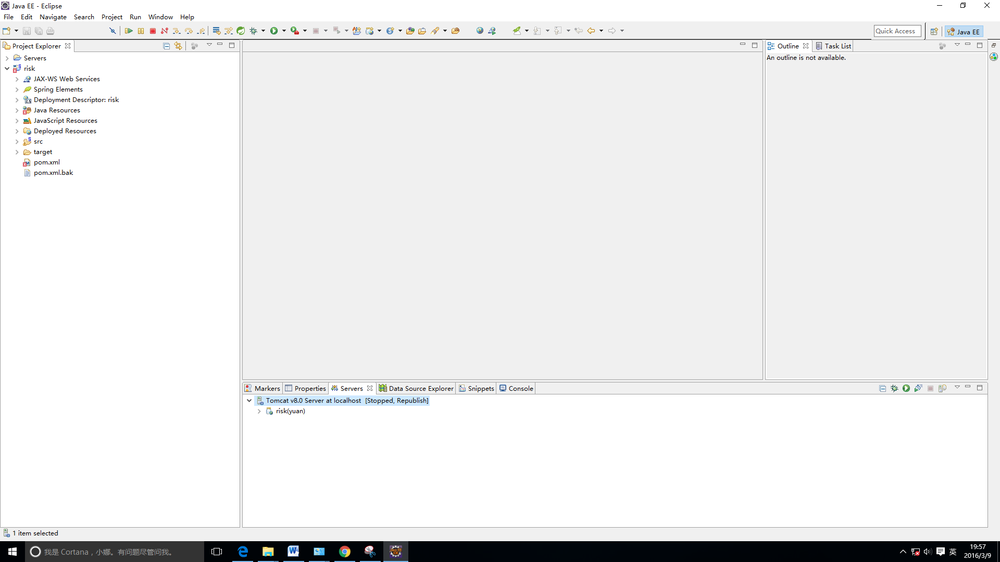 Java EE - Eclipse
File Edit Navigate Search Project Run Window Help
Quick Access
Java EE
Project Explorer
Servers
risk
JAX-WS Web Services
Spring Elements
Deployment Descriptor: risk
Java Resources
JavaScript Resources
Deployed Resources
src
target
pom.xml
pom.xml.bak
Outline Task List
An outline is not available.
Markers Properties Servers Data Source Explorer Snippets Console
Tomcat v8.0 Server at localhost [Stopped, Republish]
risk(yuan)
1 item selected
我是 Cortana，小娜。有问题尽管问我。
英
19:57
2016/3/9